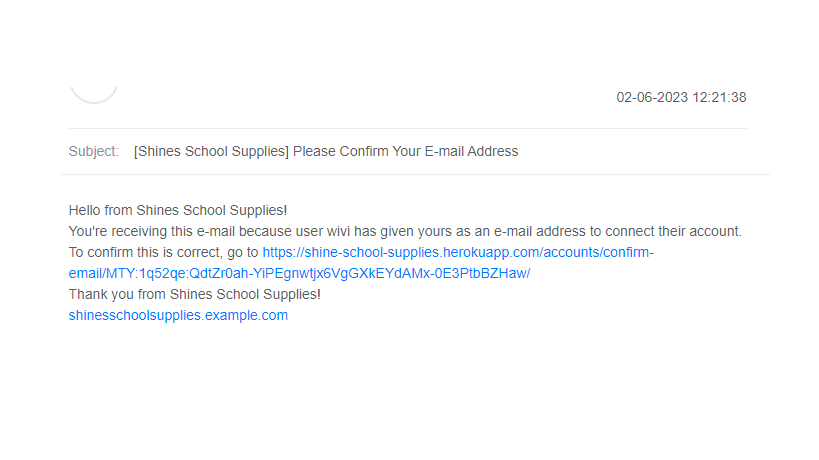 02-06-2023 12:21:38
Subject: [Shines School Supplies] Please Confirm Your E-mail Address
Hello from Shines School Supplies!
You're receiving this e-mail because user wivi has given yours as an e-mail address to connect their account.
To confirm this is correct, go to https://shine-school-supplies.herokuapp.com/accounts/confirm-
email/MTY:1q52qe:QdtZr0ah-YiPEgnwtjx6VgGXkEYdAMx-0E3PtbBZHaw/
Thank you from Shines School Supplies!
shinesschoolsupplies.example.com